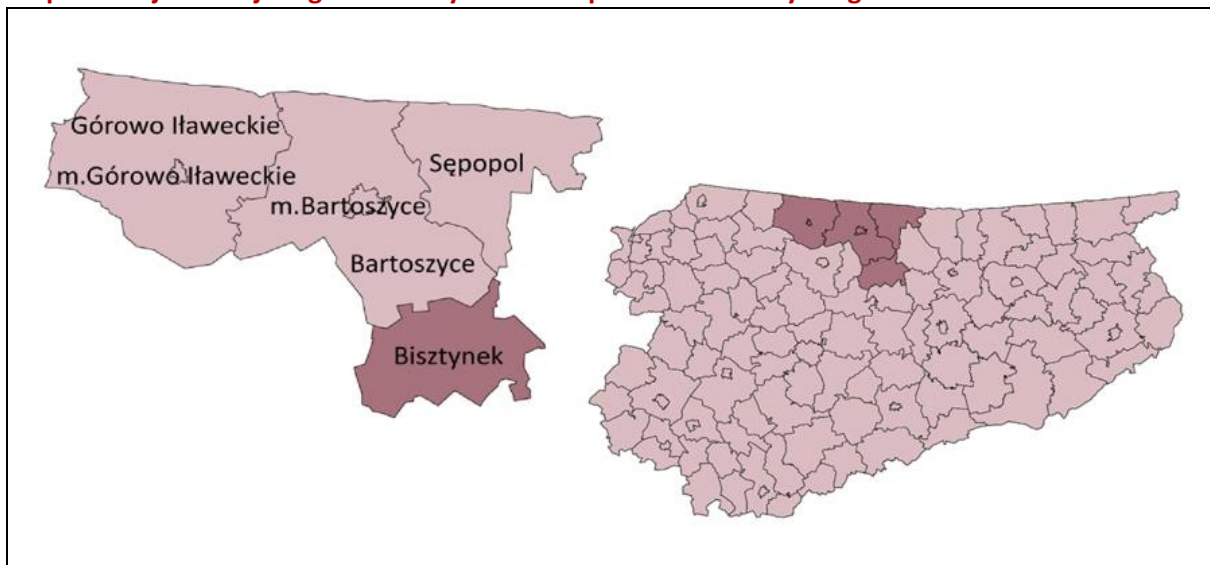 Górowo Iławeckie
m.Górowo Iławeckie
Sępopol
m.Bartoszyce
Bartoszyce
Bisztynek